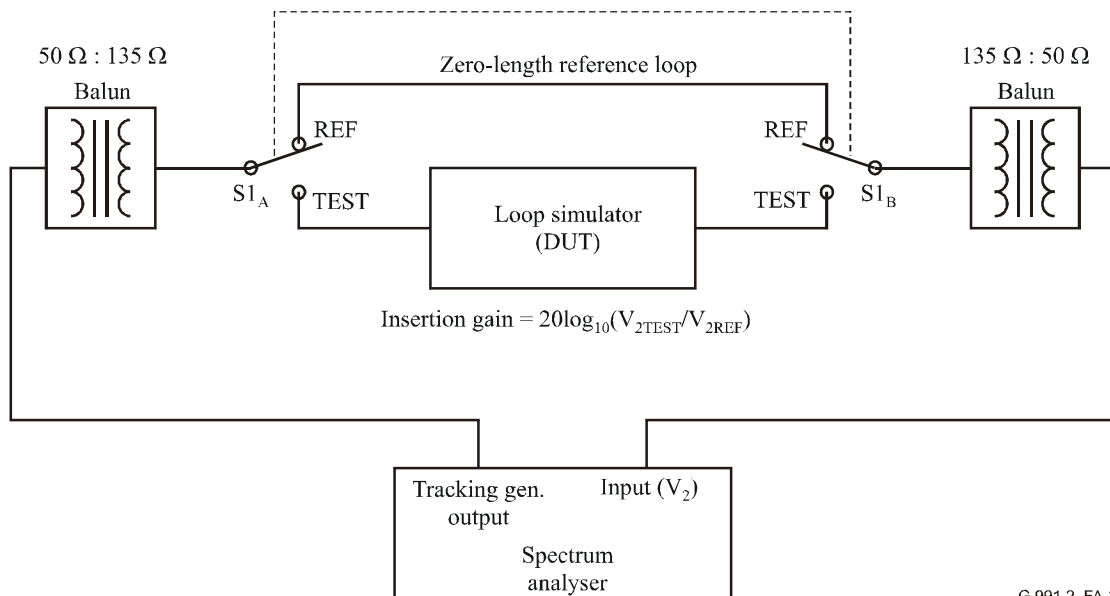 50 Ω : 135 Ω
Balun
Zero-length reference loop
135 Ω : 50 Ω
Balun
REF
REF
S1A
TEST
TEST
S1B
Loop simulator
(DUT)
Insertion gain = 20log10(V2TEST/V2REF)
Tracking gen.
output
Input (V2)
Spectrum
analyser